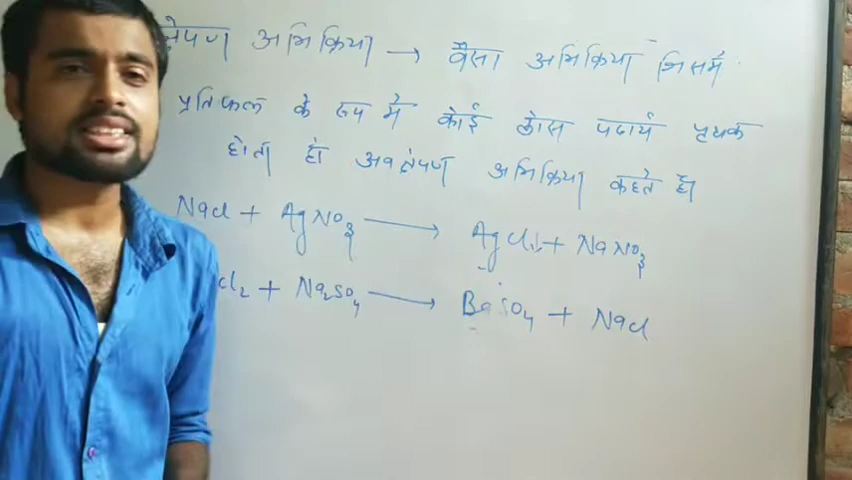 अभिक्रिया → वैसा अभिक्रिया जिसमें
प्रतिफल के रूप में कोई ठोस पदार्थ पृथक
होता है। अवक्षेपण अभिक्रिया कहते है।
NaCl + AgNO₃ → AgCl↓ + NaNO₃
Cl₂ + Na₂SO₄ → BaSO₄ + NaCl